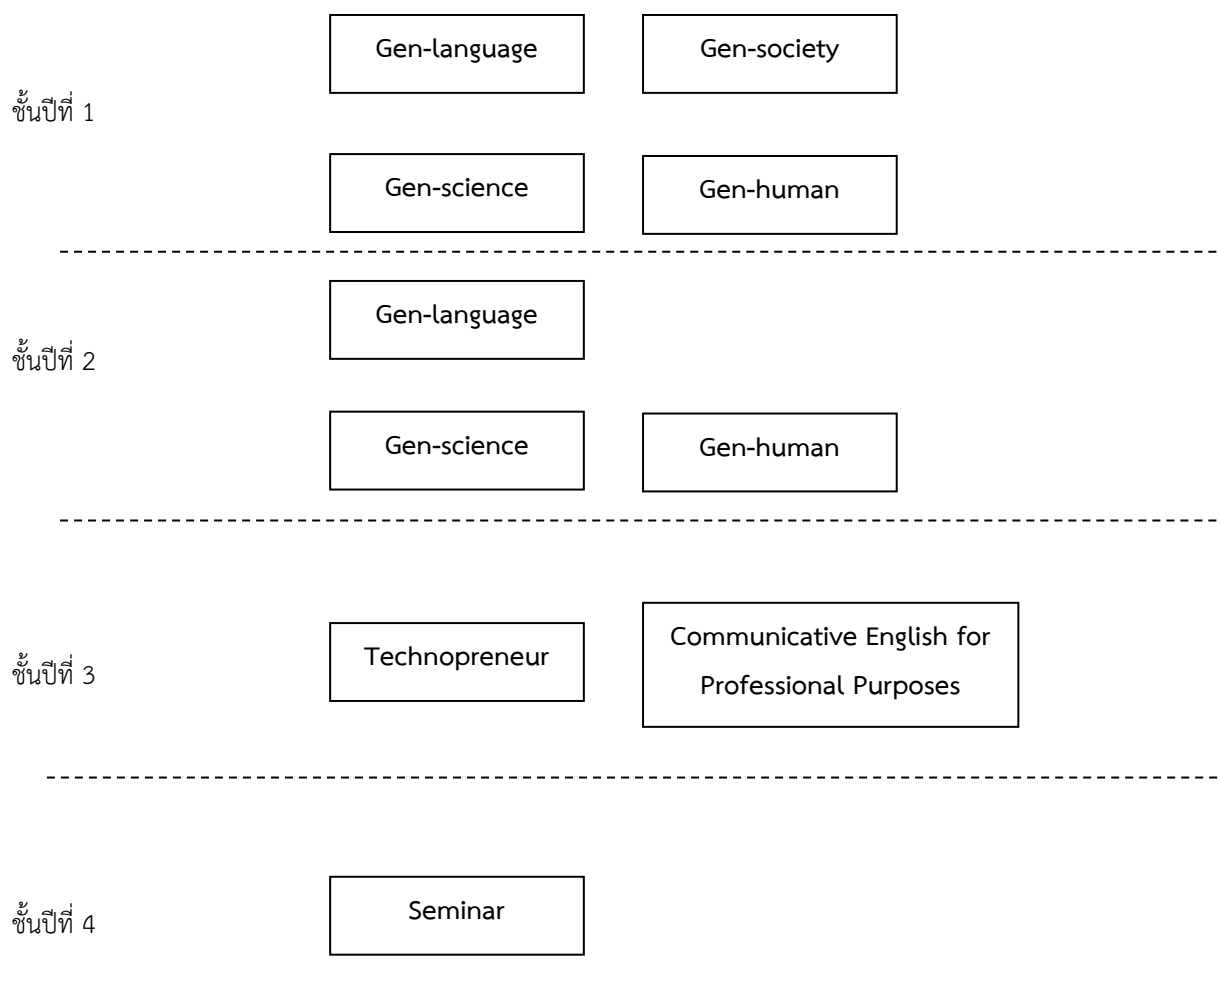 Gen-language
Gen-society
ชั้นปีที่ 1
Gen-science
Gen-human
Gen-language
ชั้นปีที่ 2
Gen-science
Gen-human
Communicative English for
Professional Purposes
Technopreneur
ชั้นปีที่ 3
Seminar
ชั้นปีที่ 4